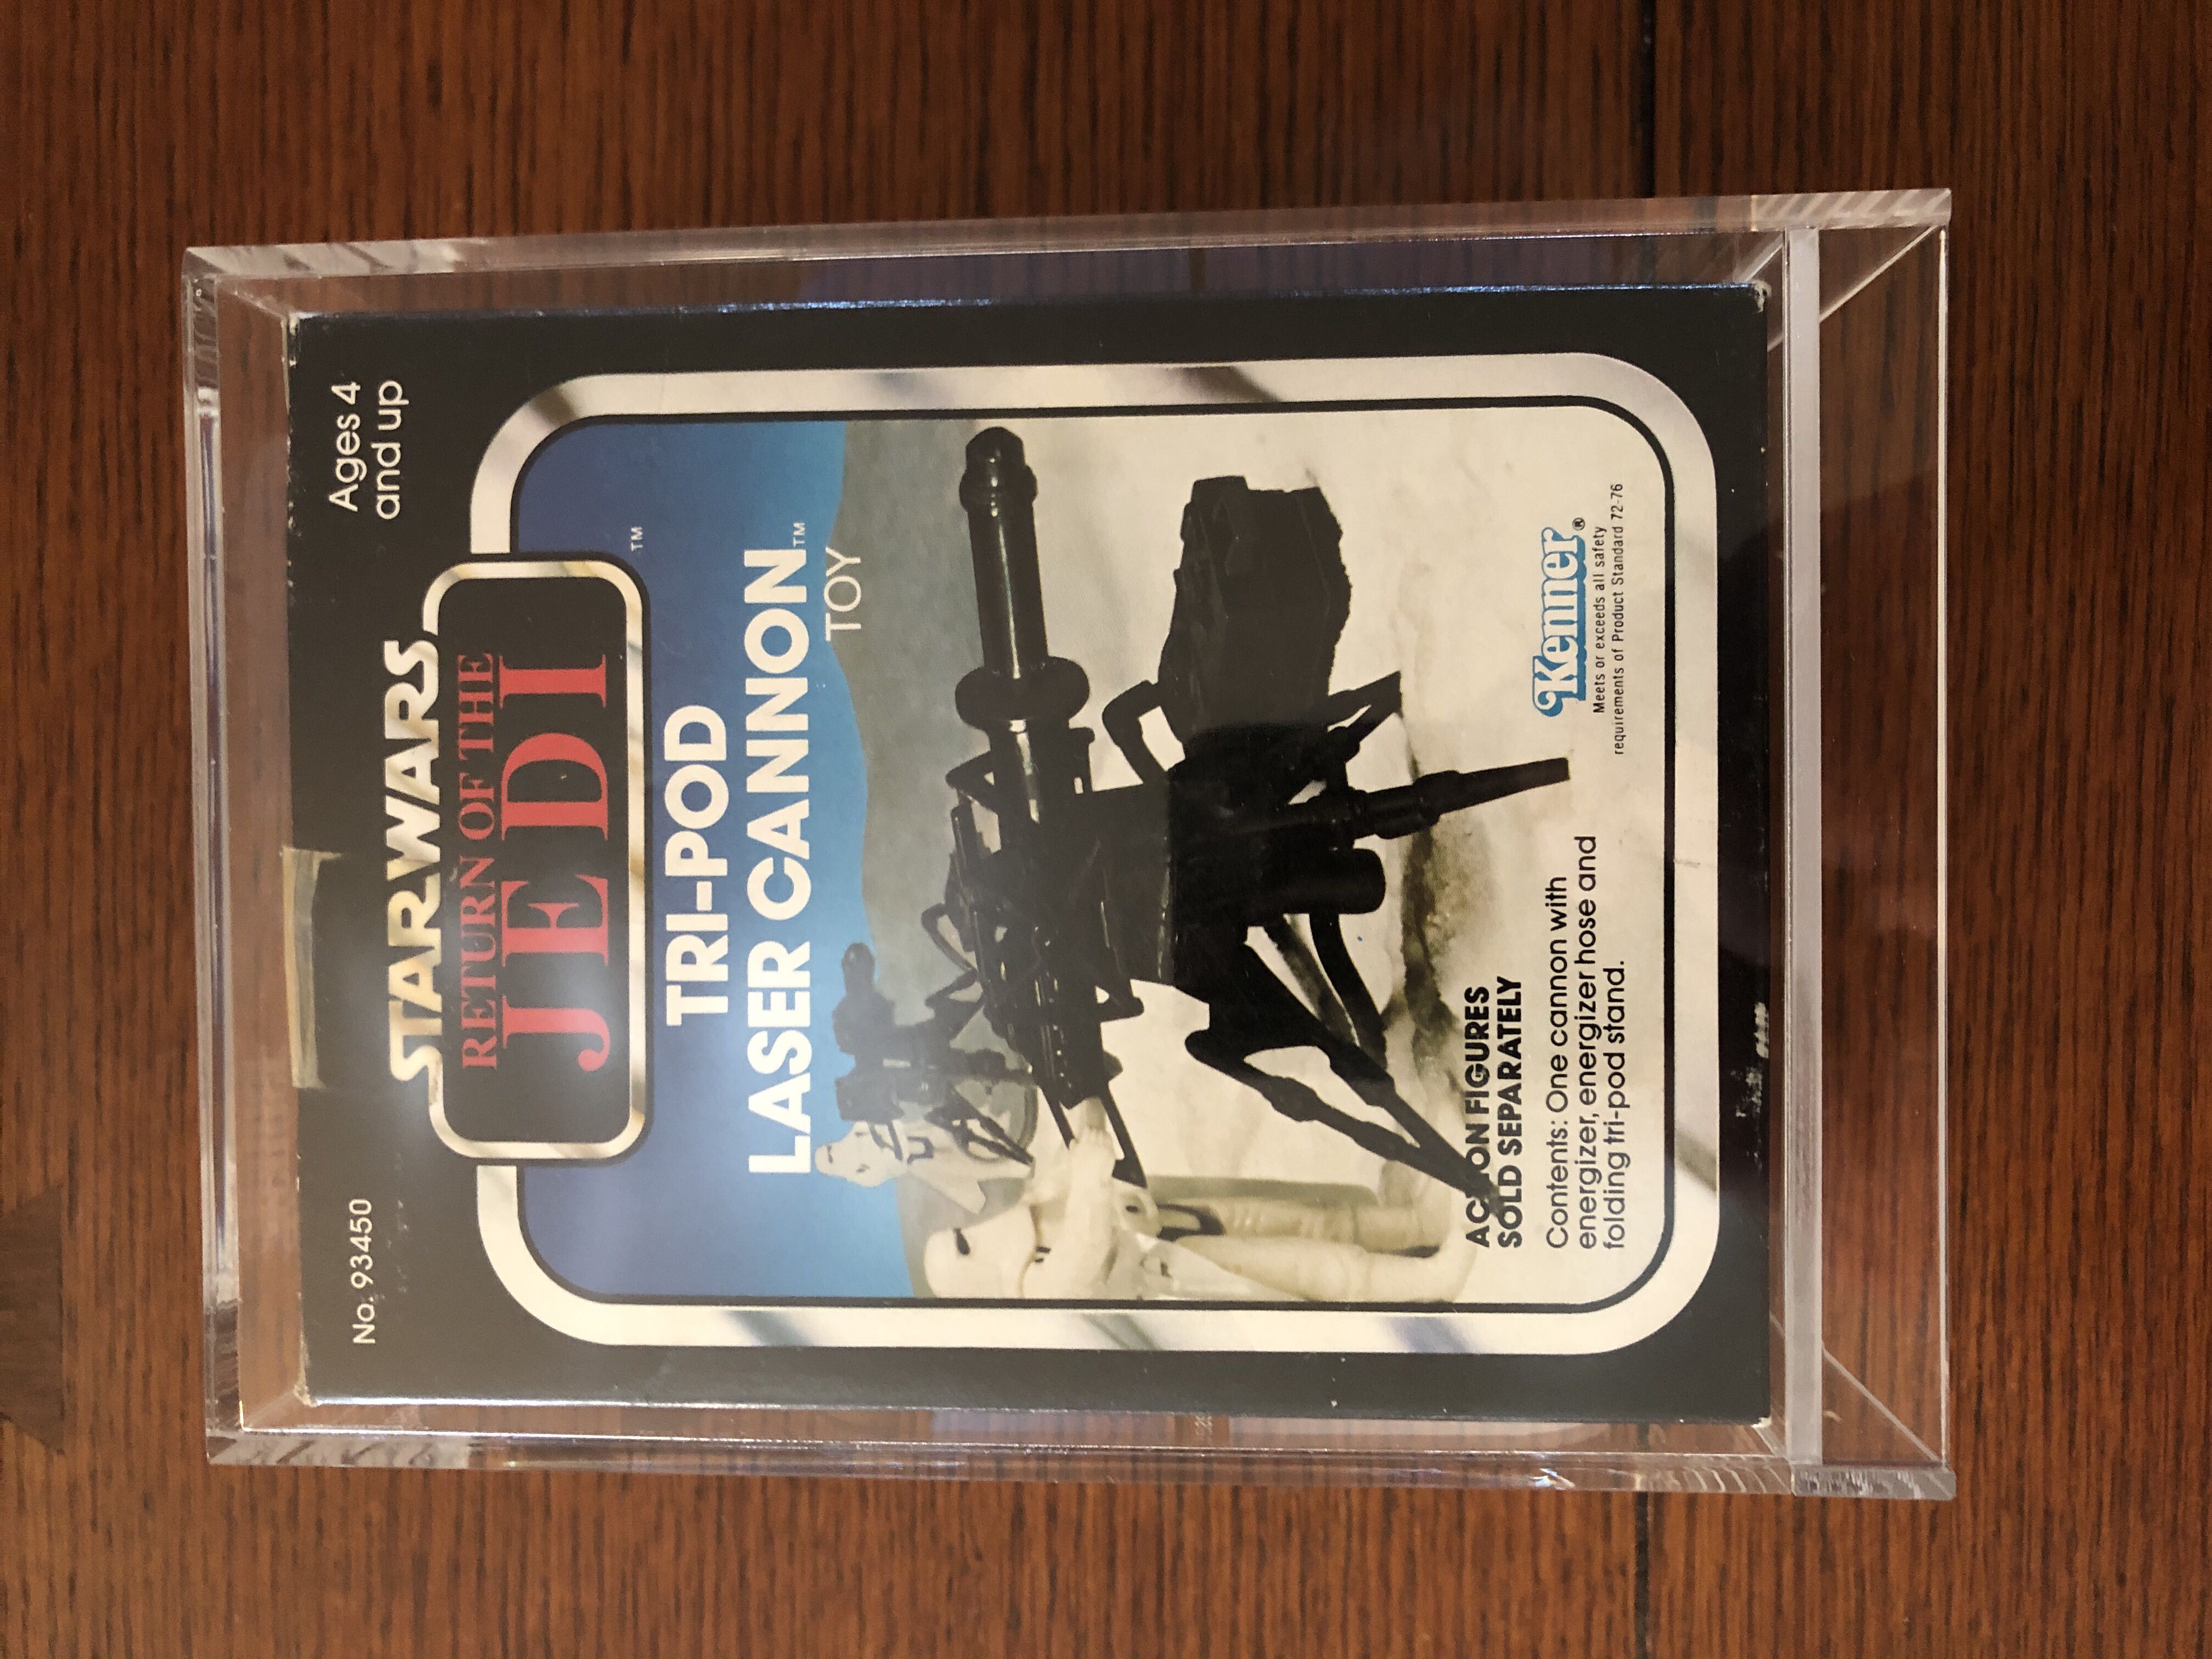 No. 93450
Ages 4
and up
STAR WARS
RETURN OF THE
JEDI
TM
TRI-POD
LASER CANNON™
TOY
ACTION FIGURES
SOLD SEPARATELY
Contents: One cannon with
energizer, energizer hose and
folding tri-pod stand.
Kenner®
Meets or exceeds all safety
requirements of Product Standard 72-76